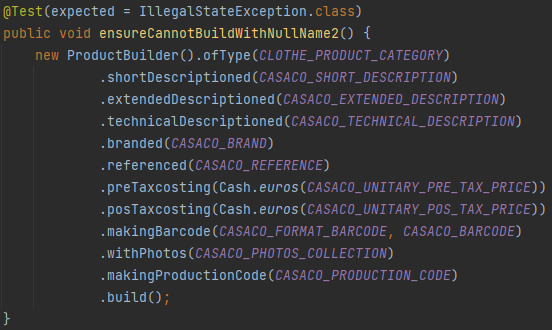 @Test(expected = IllegalStateException.class)
public void ensureCannotBuildWithNullName2() {
    new ProductBuilder().ofType(CLOTHE_PRODUCT_CATEGORY)
            .shortDescriptioned(CASACO_SHORT_DESCRIPTION)
            .extendedDescriptioned(CASACO_EXTENDED_DESCRIPTION)
            .technicalDescriptioned(CASACO_TECHNICAL_DESCRIPTION)
            .branded(CASACO_BRAND)
            .referenced(CASACO_REFERENCE)
            .preTaxcosting(Cash.euros(CASACO_UNITARY_PRE_TAX_PRICE))
            .posTaxcosting(Cash.euros(CASACO_UNITARY_POS_TAX_PRICE))
            .makingBarcode(CASACO_FORMAT_BARCODE, CASACO_BARCODE)
            .withPhotos(CASACO_PHOTOS_COLLECTION)
            .makingProductionCode(CASACO_PRODUCTION_CODE)
            .build();
}